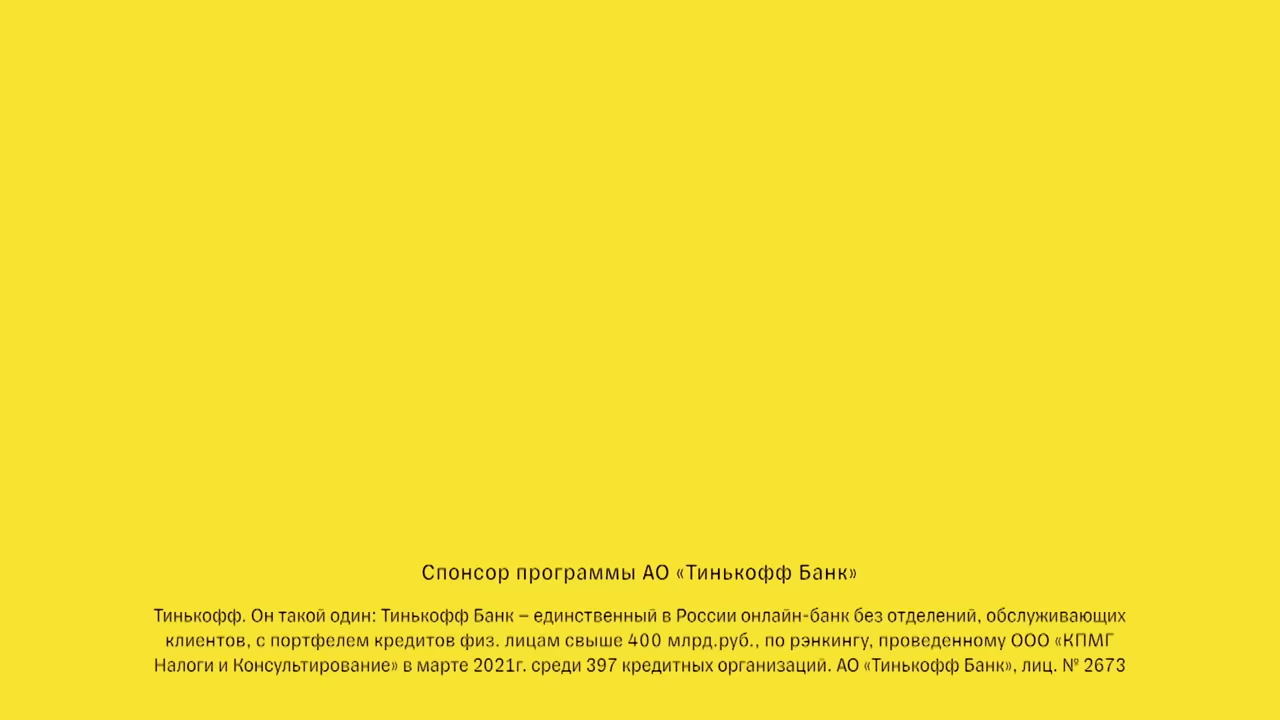 Спонсор программы АО «Тинькофф Банк»
Тинькофф. Он такой один: Тинькофф Банк – единственный в России онлайн-банк без отделений, обслуживающих
клиентов, с портфелем кредитов физ. лицам свыше 400 млрд.руб., по рэнкингу, проведенному ООО «КПМГ
Налоги и Консультирование» в марте 2021г. среди 397 кредитных организаций. АО «Тинькофф Банк», лиц. № 2673